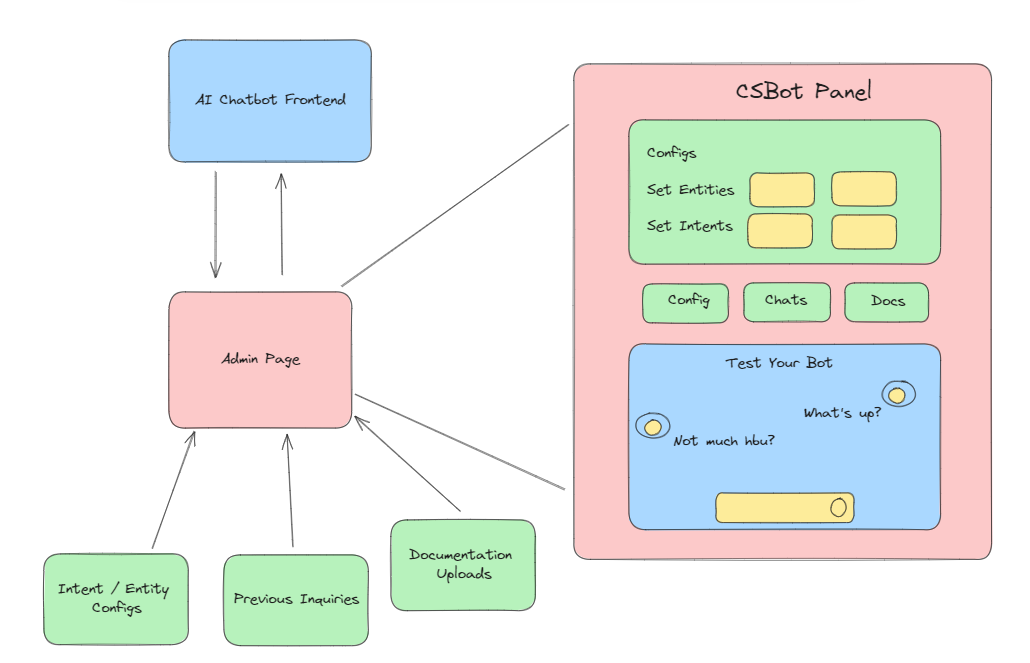 AI Chatbot Frontend
Admin Page
Intent / Entity
Configs
Previous Inquiries
Documentation
Uploads
CSBot Panel
Configs
Set Entities
Set Intents
Config
Chats
Docs
Test Your Bot
What's up?
Not much hbu?